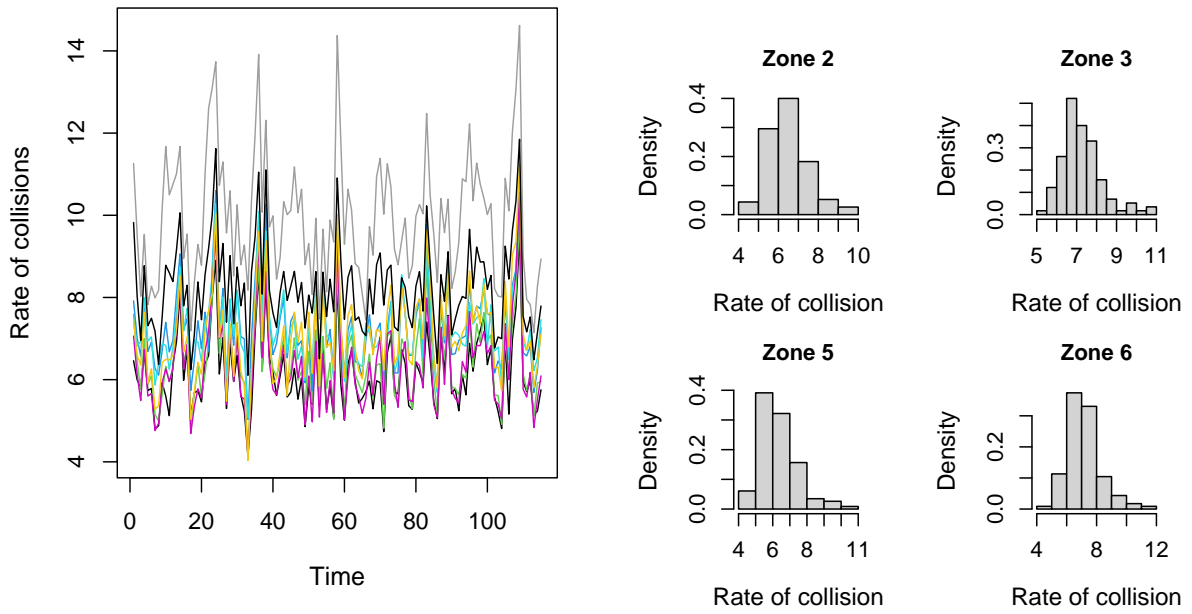 Rate of collisions
14
12
10
8
6
4
0 20 40 60 80 100
Time
Zone 2
Density
0.4
0.2
0.0
4 6 8 10
Rate of collision
Zone 3
Density
0.3
0.0
5 7 9 11
Rate of collision
Zone 5
Density
0.4
0.2
0.0
4 6 8 11
Rate of collision
Zone 6
Density
0.2
0.0
4 8 12
Rate of collision